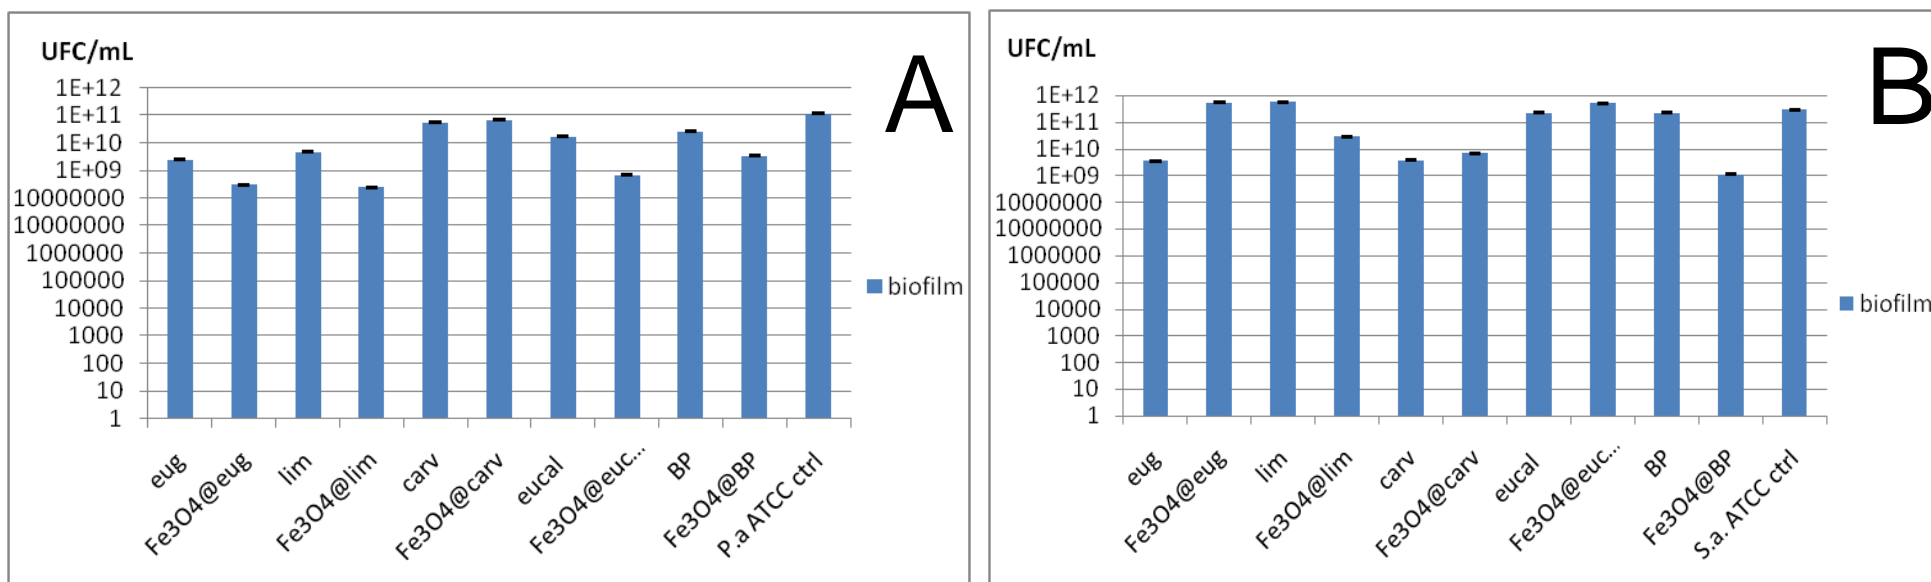 UFC/mL
A
1E+12
1E+11
1E+10
1E+09
10000000
10000000
1000000
100000
10000
1000
100
10
1
biofilm
eug
Fe3O4@eug
lim
Fe3O4@lim
carv
Fe3O4@carv
eucal
Fe3O4@euc...
BP
Fe3O4@BP
P.a ATCC ctrl
UFC/mL
B
1E+12
1E+11
1E+10
1E+09
10000000
10000000
1000000
100000
10000
1000
100
10
1
biofilm
eug
Fe3O4@eug
lim
Fe3O4@lim
carv
Fe3O4@carv
eucal
Fe3O4@euc...
BP
Fe3O4@BP
S.a. ATCC ctrl